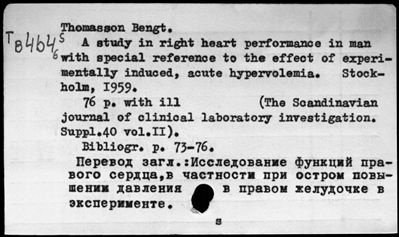 Thomasson Bengt.
T B464 S
6
A study in right heart performance in man
with special reference to the effect of experi-
mentally induced, acute hypervolemia. Stock-
holm, 1959.
76 p. with ill (The Scandinavian
journal of clinical laboratory investigation.
Suppl.40 vol.II).
Bibliogr. p. 73-76.
Перевод загл.:Исследование функций пра-
вого сердца,в частности при остром повы-
шении давления в правом желудочке в
эксперименте.
s